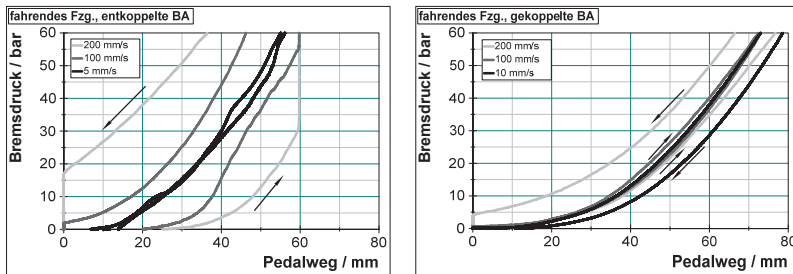 fahrendes Fzg., entkoppelte BA
Bremsdruck / bar
60
50
40
30
20
10
0
200 mm/s
100 mm/s
5 mm/s
0
20
40
60
80
Pedalweg / mm
fahrendes Fzg., gekoppelte BA
Bremsdruck / bar
60
50
40
30
20
10
0
200 mm/s
100 mm/s
10 mm/s
0
20
40
60
80
Pedalweg / mm